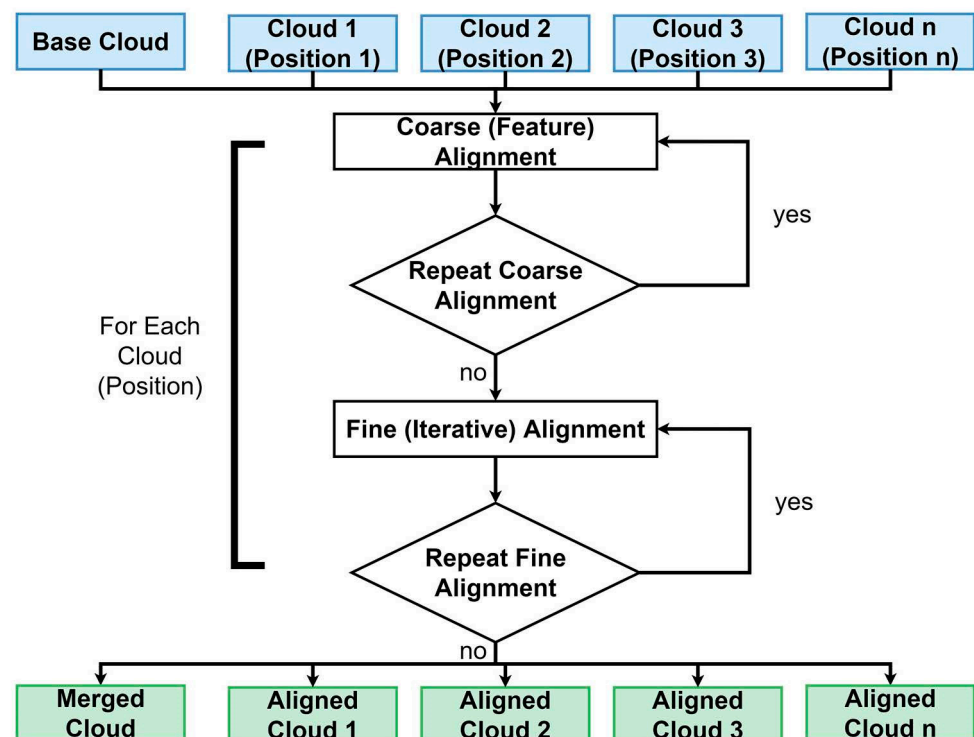 Base Cloud
Cloud 1
(Position 1)
Cloud 2
(Position 2)
Cloud 3
(Position 3)
Cloud n
(Position n)
Coarse (Feature)
Alignment
yes
Repeat Coarse
Alignment
For Each
Cloud
(Position)
no
Fine (Iterative) Alignment
yes
Repeat Fine
Alignment
no
Merged
Cloud
Aligned
Cloud 1
Aligned
Cloud 2
Aligned
Cloud 3
Aligned
Cloud n